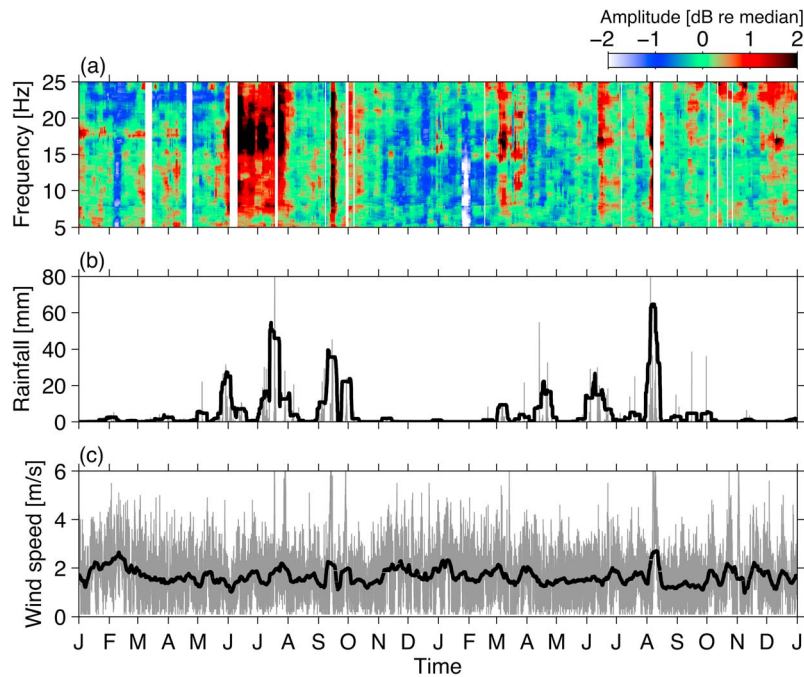 Amplitude [dB re median]
−2 −1 0 1 2
(a)
25
20
15
10
5
Frequency [Hz]
(b)
80
60
40
20
0
Rainfall [mm]
(c)
6
4
2
0
Wind speed [m/s]
J F M A M J J A S O N D J F M A M J J A S O N D J
Time